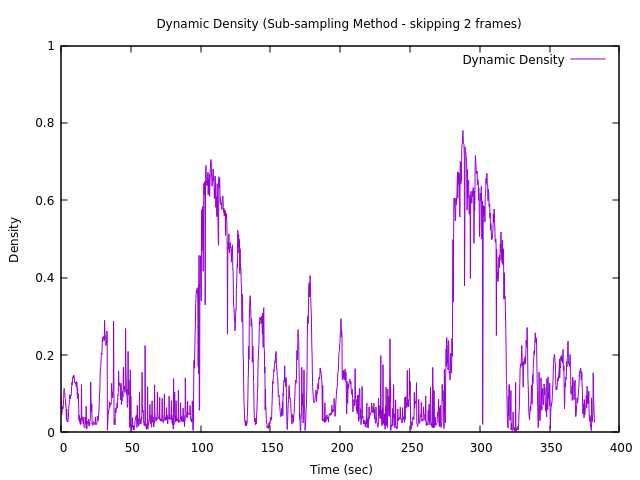 Dynamic Density (Sub-sampling Method - skipping 2 frames)
Dynamic Density
1
0.8
0.6
0.4
0.2
0
Density
0 50 100 150 200 250 300 350 400
Time (sec)